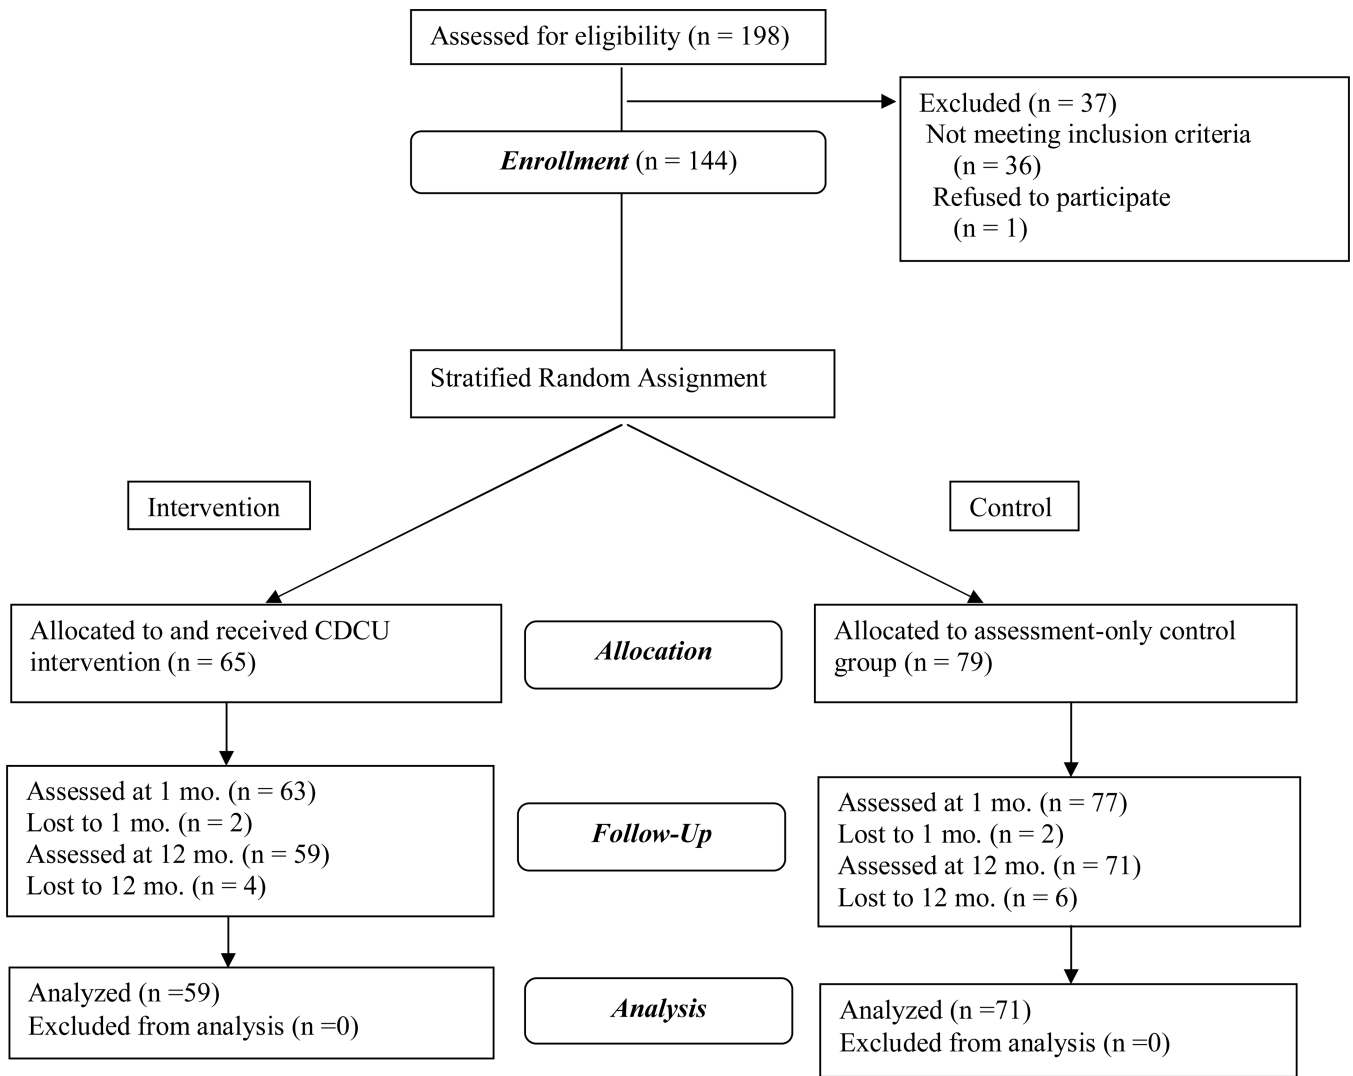 Assessed for eligibility (n = 198)
Excluded (n = 37)
Not meeting inclusion criteria
(n = 36)
Refused to participate
(n = 1)
Enrollment (n = 144)
Stratified Random Assignment
Intervention
Control
Allocated to and received CDCU
intervention (n = 65)
Allocation
Allocated to assessment-only control
group (n = 79)
Assessed at 1 mo. (n = 63)
Lost to 1 mo. (n = 2)
Assessed at 12 mo. (n = 59)
Lost to 12 mo. (n = 4)
Follow-Up
Assessed at 1 mo. (n = 77)
Lost to 1 mo. (n = 2)
Assessed at 12 mo. (n = 71)
Lost to 12 mo. (n = 6)
Analyzed (n =59)
Excluded from analysis (n =0)
Analysis
Analyzed (n =71)
Excluded from analysis (n =0)